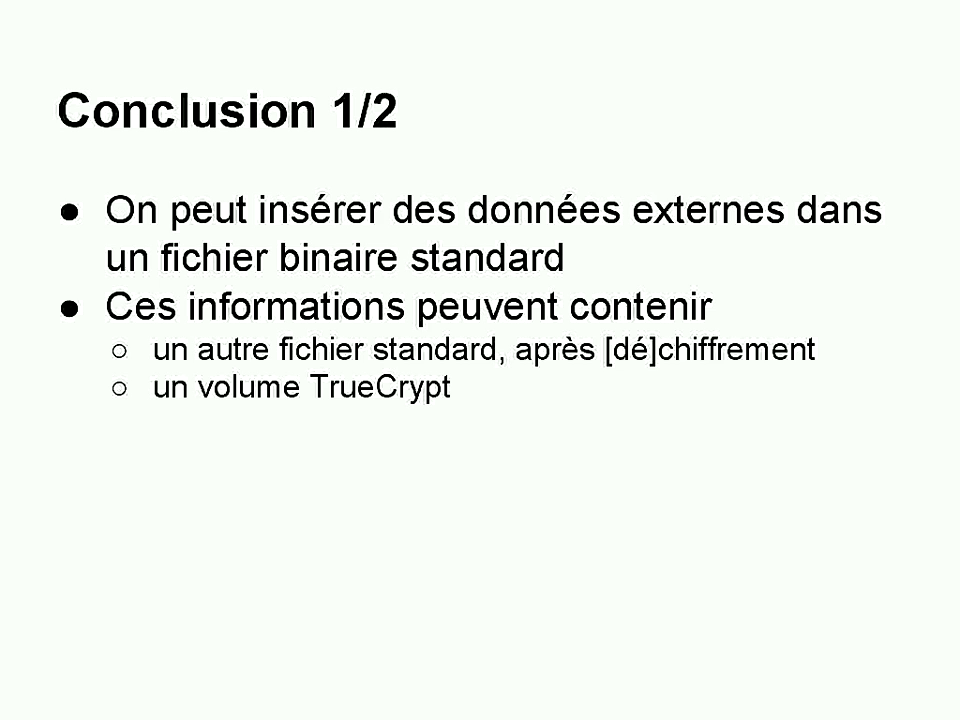 Conclusion 1/2
● On peut insérer des données externes dans
un fichier binaire standard
● Ces informations peuvent contenir
○ un autre fichier standard, après [dé]chiffrement
○ un volume TrueCrypt